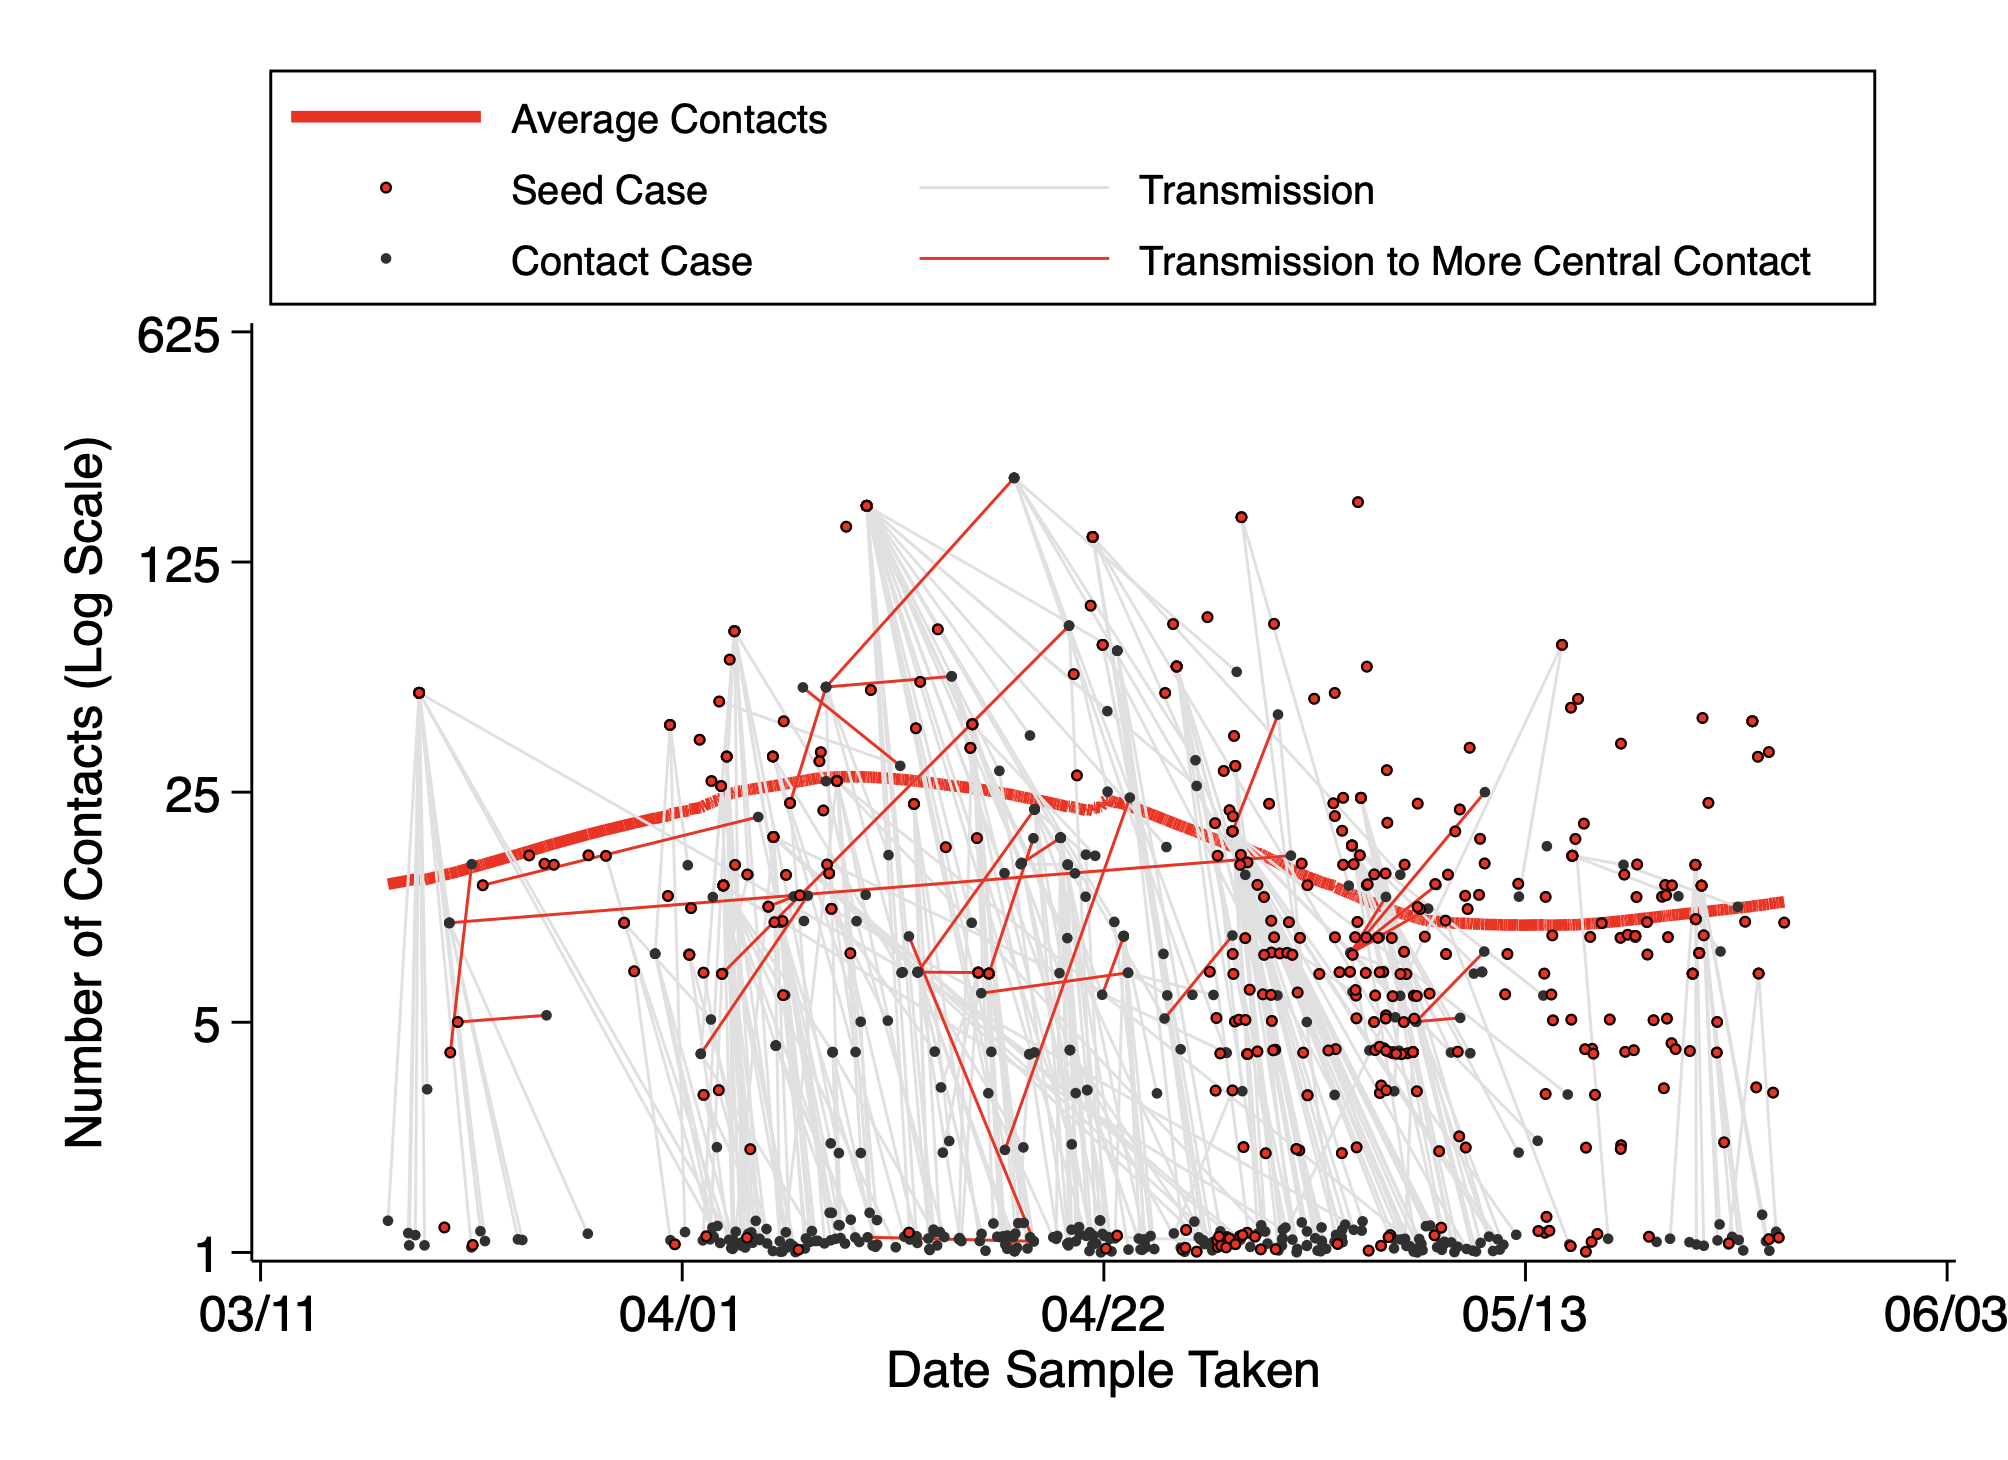 Average Contacts
Seed Case
Transmission
Contact Case
Transmission to More Central Contact
Number of Contacts (Log Scale)
625
125
25
5
1
03/11
04/01
04/22
05/13
06/03
Date Sample Taken